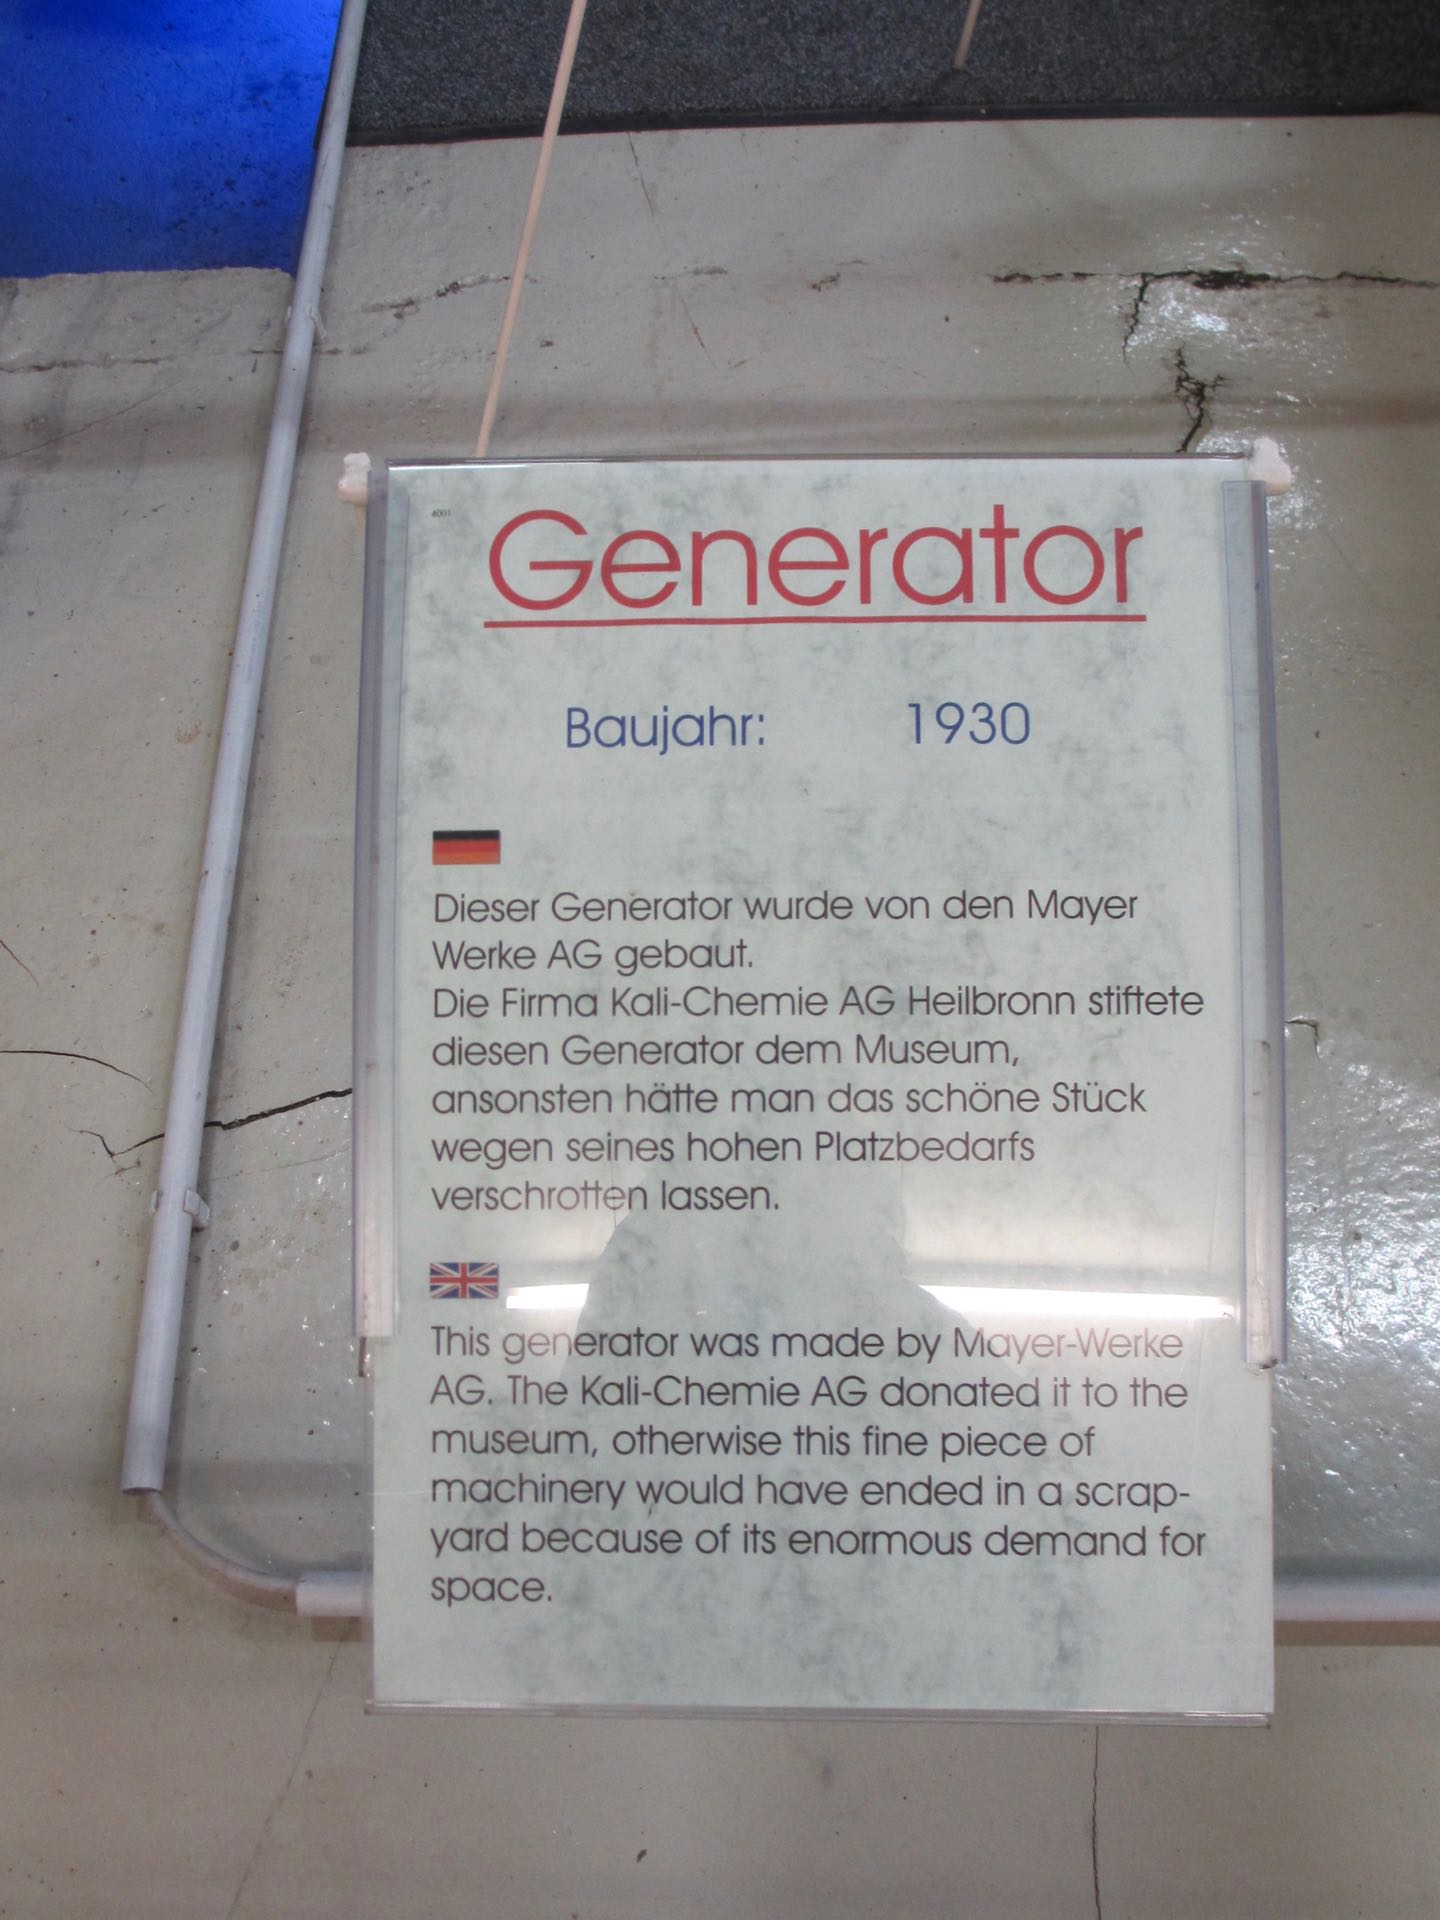 4001
Generator
Baujahr: 1930
Dieser Generator wurde von den Mayer
Werke AG gebaut.
Die Firma Kali-Chemie AG Heilbronn stiftete
diesen Generator dem Museum,
ansonsten hätte man das schöne Stück
wegen seines hohen Platzbedarfs
verschrotten lassen.
This generator was made by Mayer-Werke
AG. The Kali-Chemie AG donated it to the
museum, otherwise this fine piece of
machinery would have ended in a scrap-
yard because of its enormous demand for
space.